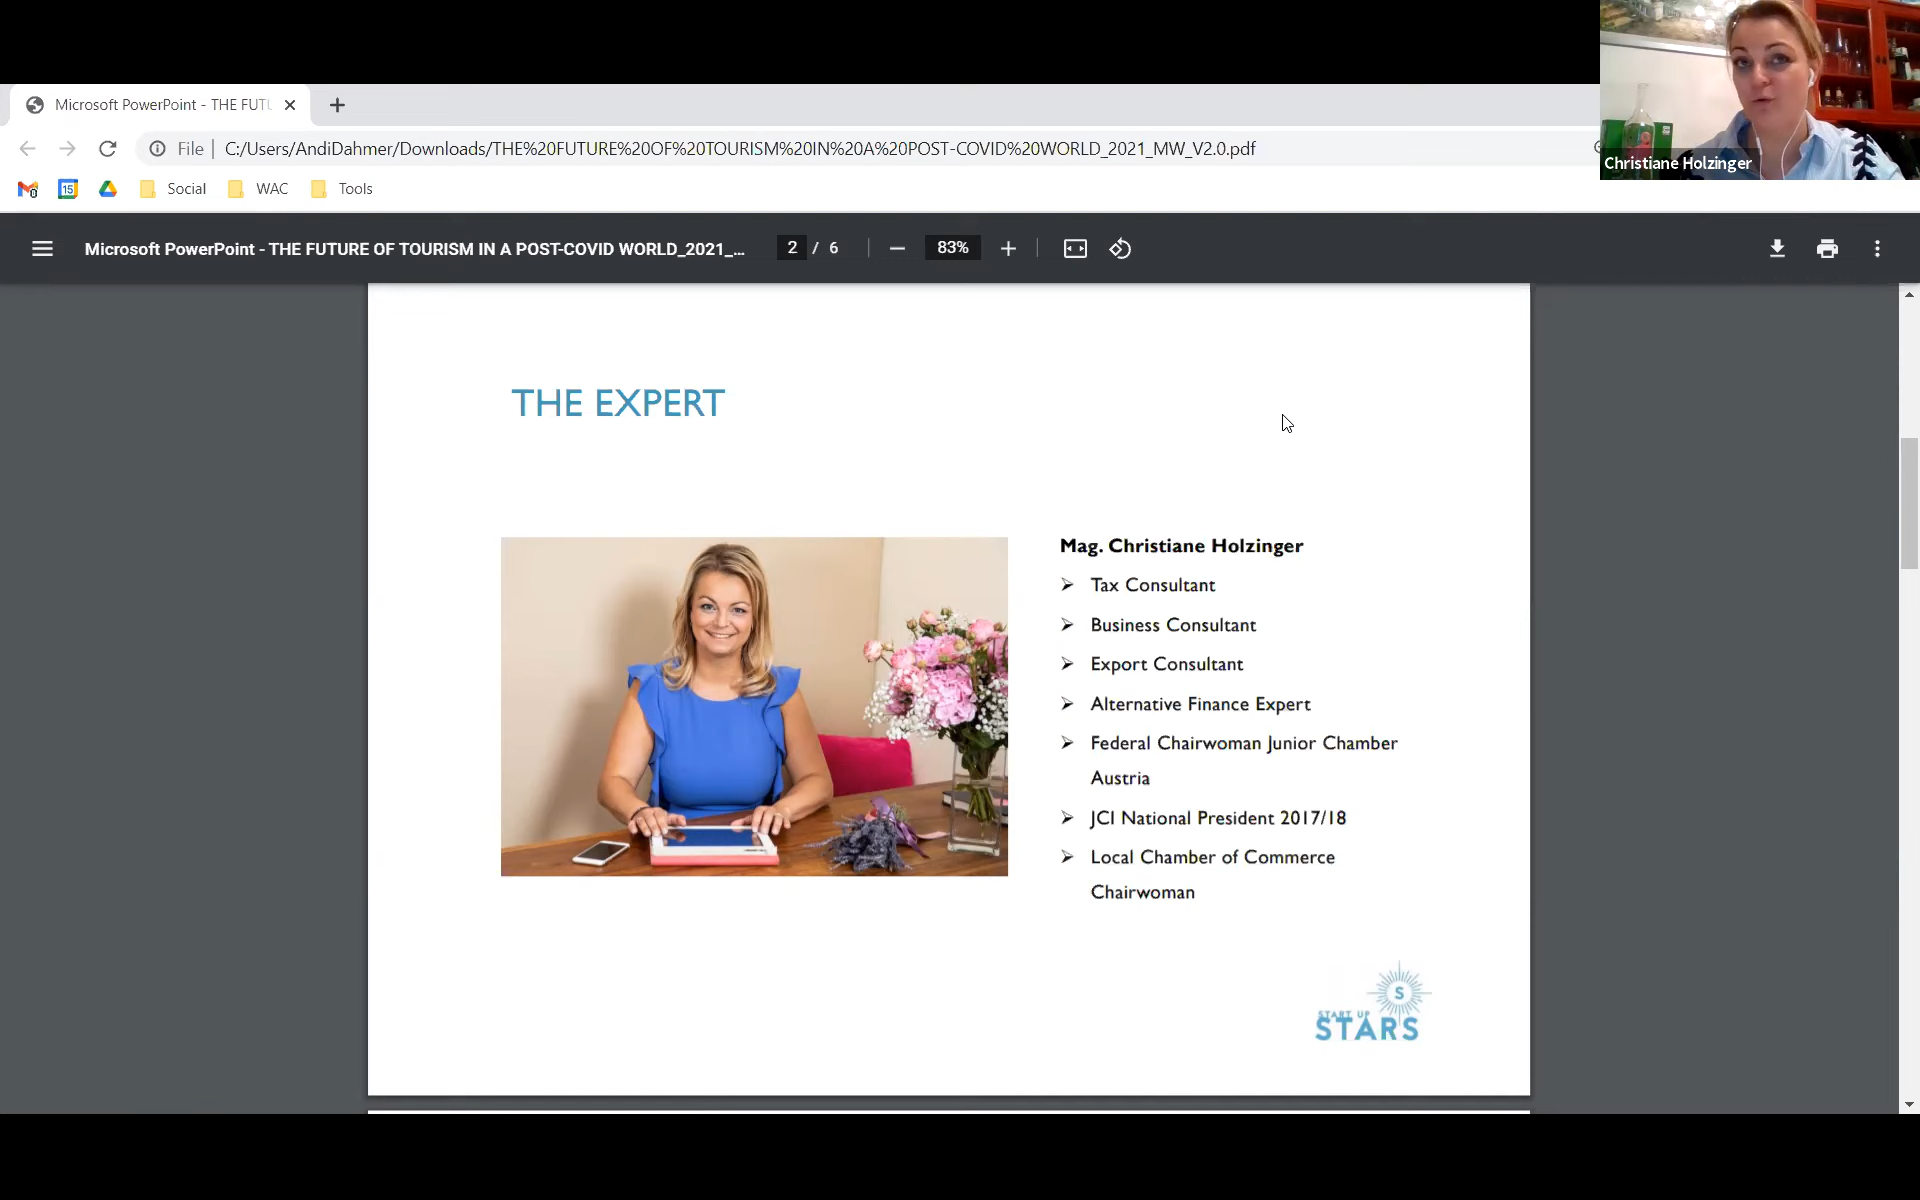 Microsoft PowerPoint - THE FUTU
File
C:/Users/AndiDahmer/Downloads/THE%20FUTURE%20OF%20TOURISM%20IN%20A%20POST-COVID%20WORLD_2021_MW_V2.0.pdf
Christiane Holzinger
15 Social WAC Tools
Microsoft PowerPoint - THE FUTURE OF TOURISM IN A POST-COVID WORLD_2021_...
2 / 6
83%
THE EXPERT
Mag. Christiane Holzinger
Tax Consultant
Business Consultant
Export Consultant
Alternative Finance Expert
Federal Chairwoman Junior Chamber
Austria
JCI National President 2017/18
Local Chamber of Commerce
Chairwoman
S
START UP
STARS